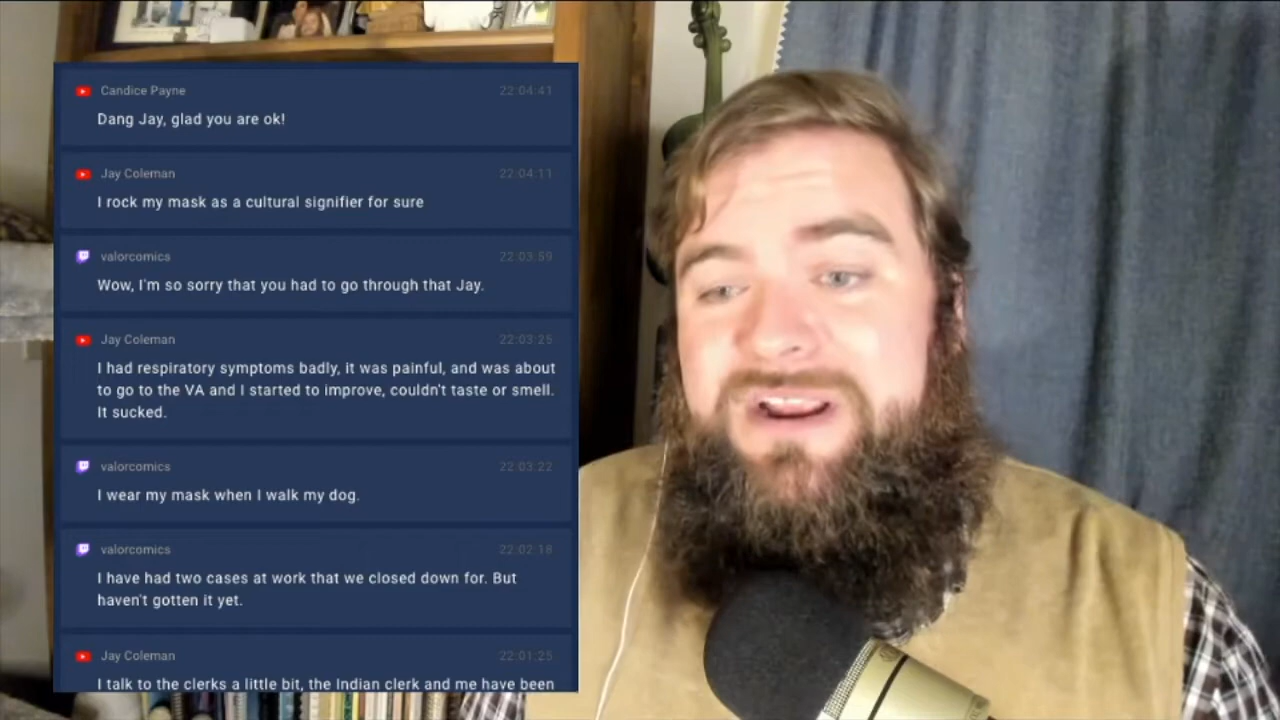 Candice Payne 22:04:41
Dang Jay, glad you are ok!
Jay Coleman 22:04:11
I rock my mask as a cultural signifier for sure
valorcomics 22:03:59
Wow, I'm so sorry that you had to go through that Jay.
Jay Coleman 22:03:25
I had respiratory symptoms badly, it was painful, and was about
to go to the VA and I started to improve, couldn't taste or smell.
It sucked.
valorcomics 22:03:22
I wear my mask when I walk my dog.
valorcomics 22:02:18
I have had two cases at work that we closed down for. But
haven't gotten it yet.
Jay Coleman 22:01:25
I talk to the clerks a little bit, the Indian clerk and me have been